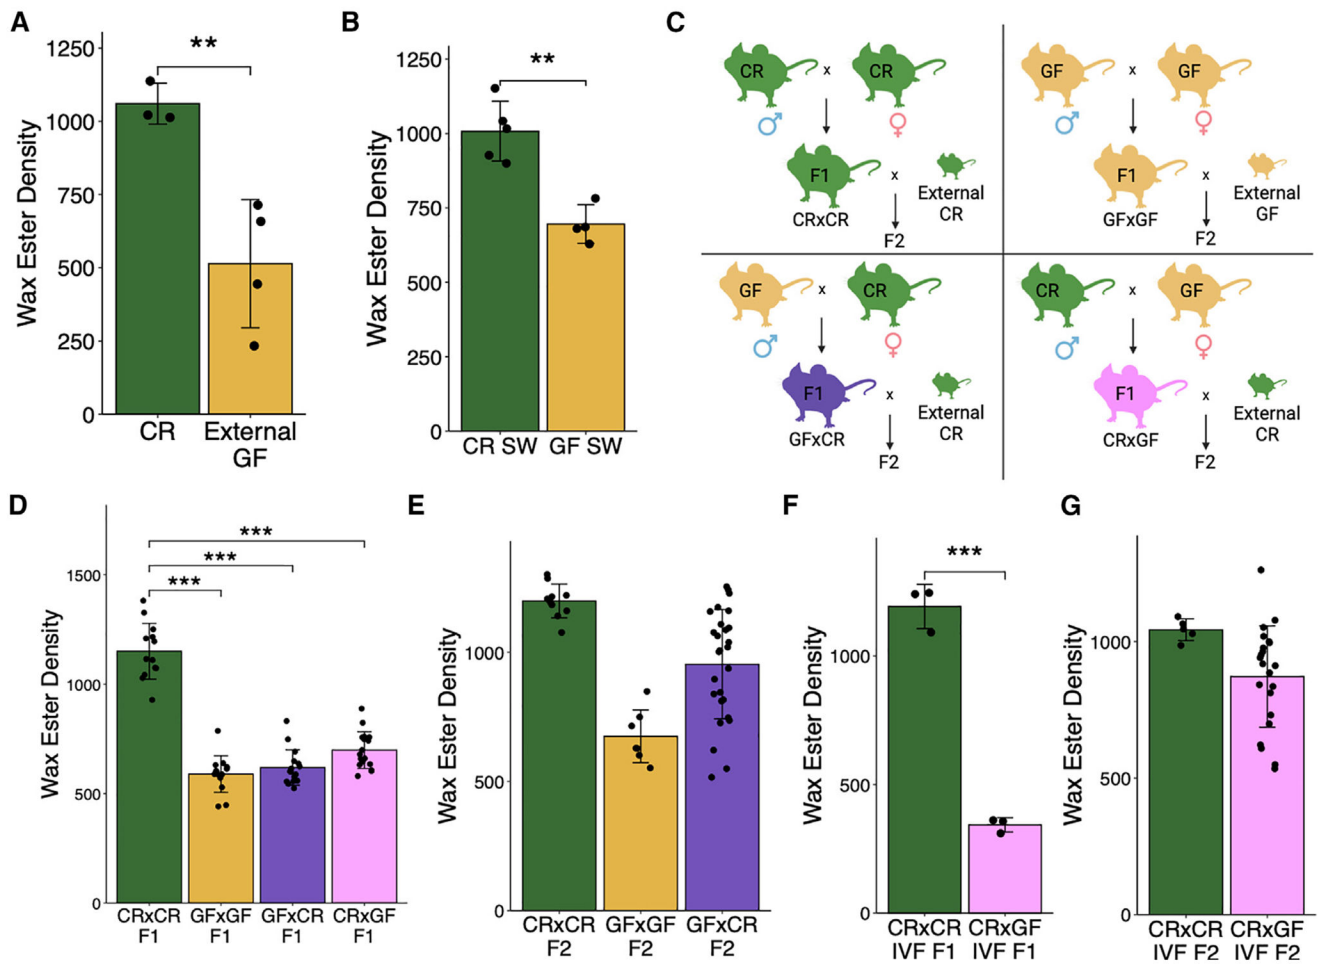 A
Wax Ester Density
1250
1000
750
500
250
0
**
CR
External
GF
B
Wax Ester Density
1250
1000
750
500
250
0
**
CR SW
GF SW
C
CR
x
CR
♂
♀
F1
x
External
CR
CRxCR
F2
GF
x
GF
♂
♀
F1
x
External
GF
GFxGF
F2
GF
x
CR
♂
♀
F1
x
External
CR
GFxCR
F2
CR
x
GF
♂
♀
F1
x
External
CR
CRxGF
F2
D
Wax Ester Density
1500
1000
500
0
***
***
***
CRxCR
F1
GFxGF
F1
GFxCR
F1
CRxGF
F1
E
Wax Ester Density
1000
500
0
CRxCR
F2
GFxGF
F2
GFxCR
F2
F
Wax Ester Density
1000
500
0
***
CRxCR
IVF F1
CRxGF
IVF F1
G
Wax Ester Density
1000
500
0
CRxCR
IVF F2
CRxGF
IVF F2